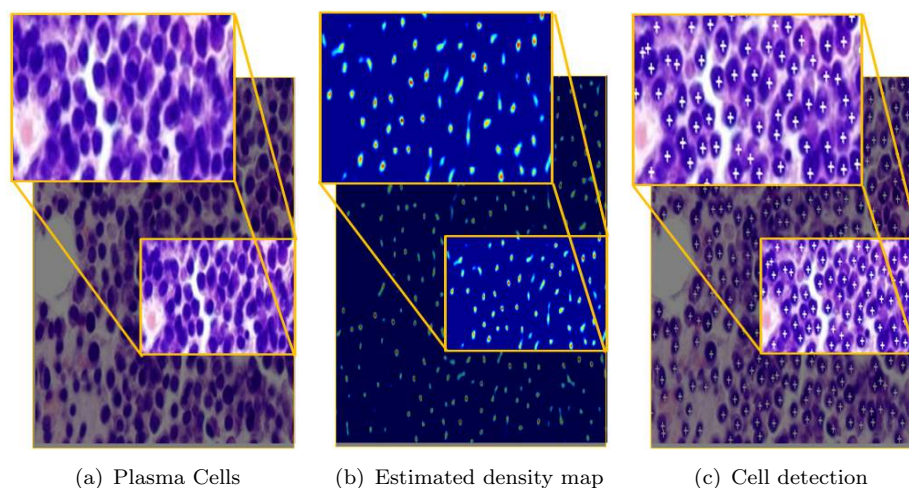 (a) Plasma Cells
(b) Estimated density map
(c) Cell detection